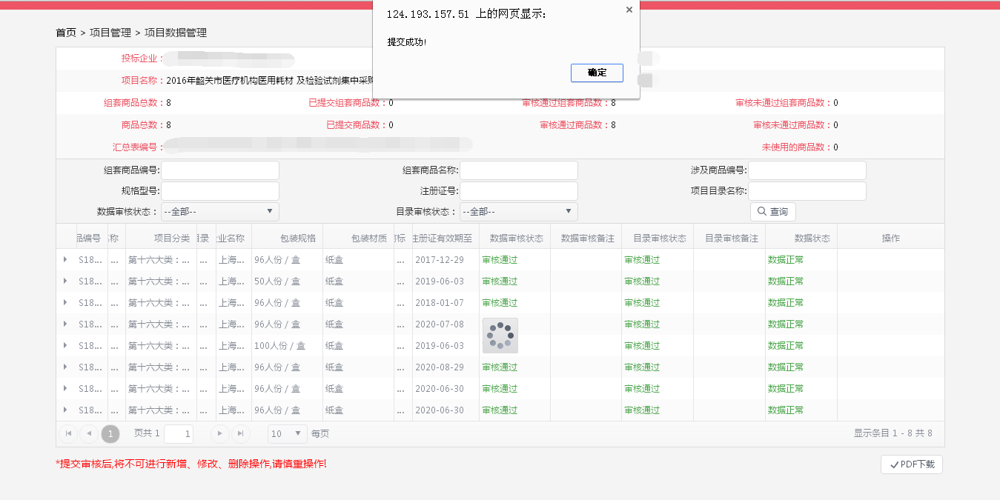 124.193.157.51 上的网页显示:
×
提交成功!
确定
首页 > 项目管理 > 项目数据管理
投标企业：
项目名称：2016年韶关市医疗机构医用耗材 及检验试剂集中采购
组套商品总数：8 已提交组套商品数：0 审核通过组套商品数：8 审核未通过组套商品数：0
商品总数：8 已提交商品数：0 审核通过商品数：8 审核未通过商品数：0
汇总表编号： 未使用的商品数：0
组套商品编号: 组套商品名称: 涉及商品编号:
规格型号: 注册证号: 项目目录名称:
数据审核状态： --全部-- 目录审核状态： --全部-- 查询
品编号 称 项目分类 目录 业名称 包装规格 包装材质 商标 注册证有效期至 数据审核状态 数据审核备注 目录审核状态 目录审核备注 数据状态 操作
S18... ... 第十六大类：... ... 上海... 96人份 / 盒 纸盒 ... 2017-12-29 审核通过 审核通过 数据正常
S18... ... 第十六大类：... ... 上海... 50人份 / 盒 纸盒 ... 2019-06-03 审核通过 审核通过 数据正常
S18... ... 第十六大类：... ... 上海... 96人份 / 盒 纸盒 ... 2018-01-07 审核通过 审核通过 数据正常
S18... ... 第十六大类：... ... 上海... 96人份 / 盒 纸盒 ... 2020-07-08 审核通过 数据正常
S18... ... 第十六大类：... ... 上海... 100人份 / 盒 纸盒 ... 2019-06-03 审核通过 数据正常
S18... ... 第十六大类：... ... 上海... 96人份 / 盒 纸盒 ... 2020-08-29 审核通过 审核通过 数据正常
S18... ... 第十六大类：... ... 上海... 96人份 / 盒 纸盒 ... 2020-06-30 审核通过 审核通过 数据正常
S18... ... 第十六大类：... ... 上海... 96人份 / 盒 纸盒 ... 2020-06-30 审核通过 审核通过 数据正常
1 页共 1 1 10 每页 显示条目 1 - 8 共 8
*提交审核后,将不可进行新增、修改、删除操作,请慎重操作!
PDF下载